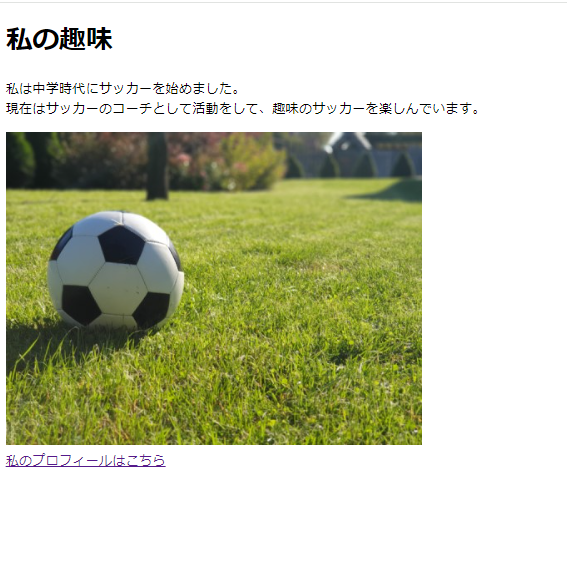 私の趣味
私は中学時代にサッカーを始めました。
現在はサッカーのコーチとして活動をして、趣味のサッカーを楽しんでいます。
私のプロフィールはこちら